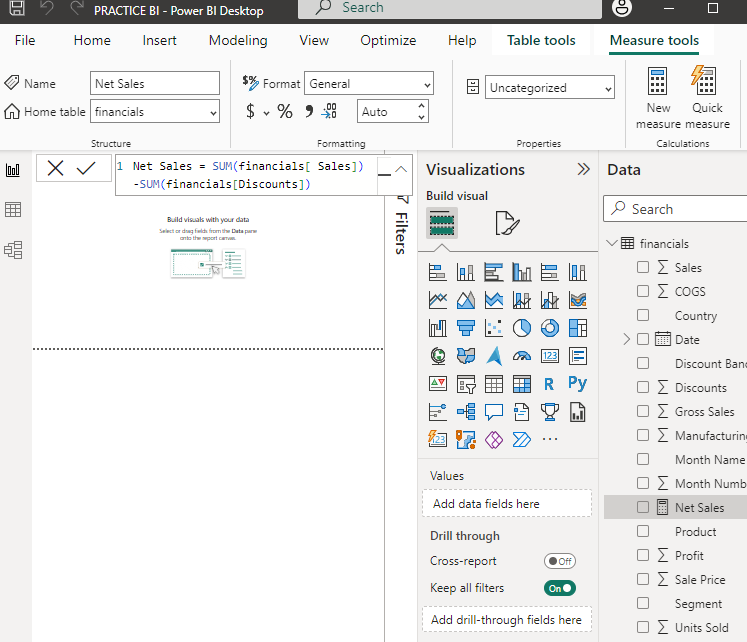 PRACTICE BI - Power BI Desktop
Search
File Home Insert Modeling View Optimize Help Table tools Measure tools
Name Net Sales
Home table financials
Structure
$% Format General
$ % 9 .00 Auto
Formatting
Uncategorized
Properties
New measure
Quick measure
Calculations
1 Net Sales = SUM(financials[ Sales])
-SUM(financials[Discounts])
Build visuals with your data
Select or drag fields from the Data pane
onto the report canvas.
Filters
Visualizations
Build visual
123
R Py
123
Values
Add data fields here
Drill through
Cross-report Off
Keep all filters On
Add drill-through fields here
Data
Search
financials
Sales
COGS
Country
Date
Discount Band
Discounts
Gross Sales
Manufacturing
Month Name
Month Numb
Net Sales
Product
Profit
Sale Price
Segment
Units Sold